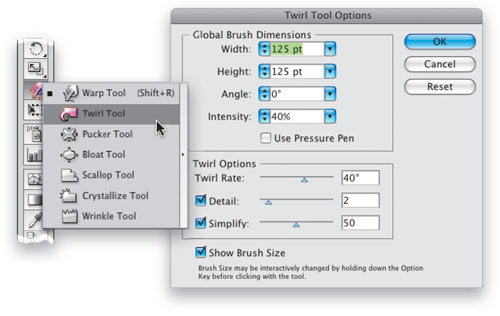 Warp Tool (Shift+R)
Twirl Tool
Pucker Tool
Bloat Tool
Scallop Tool
Crystallize Tool
Wrinkle Tool
Twirl Tool Options
Global Brush Dimensions
Width: 125 pt
Height: 125 pt
Angle: 0°
Intensity: 40%
Use Pressure Pen
Twirl Options
Twirl Rate: 40°
Detail: 2
Simplify: 50
Show Brush Size
Brush Size may be interactively changed by holding down the Option
Key before clicking with the tool.
OK
Cancel
Reset